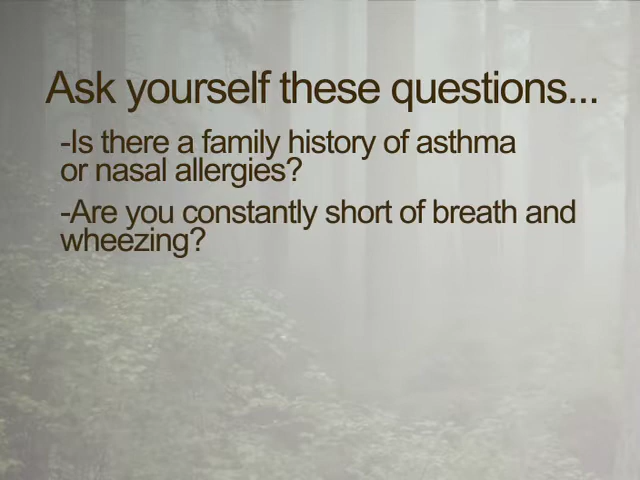 Ask yourself these questions...
-Is there a family history of asthma
or nasal allergies?
-Are you constantly short of breath and
wheezing?